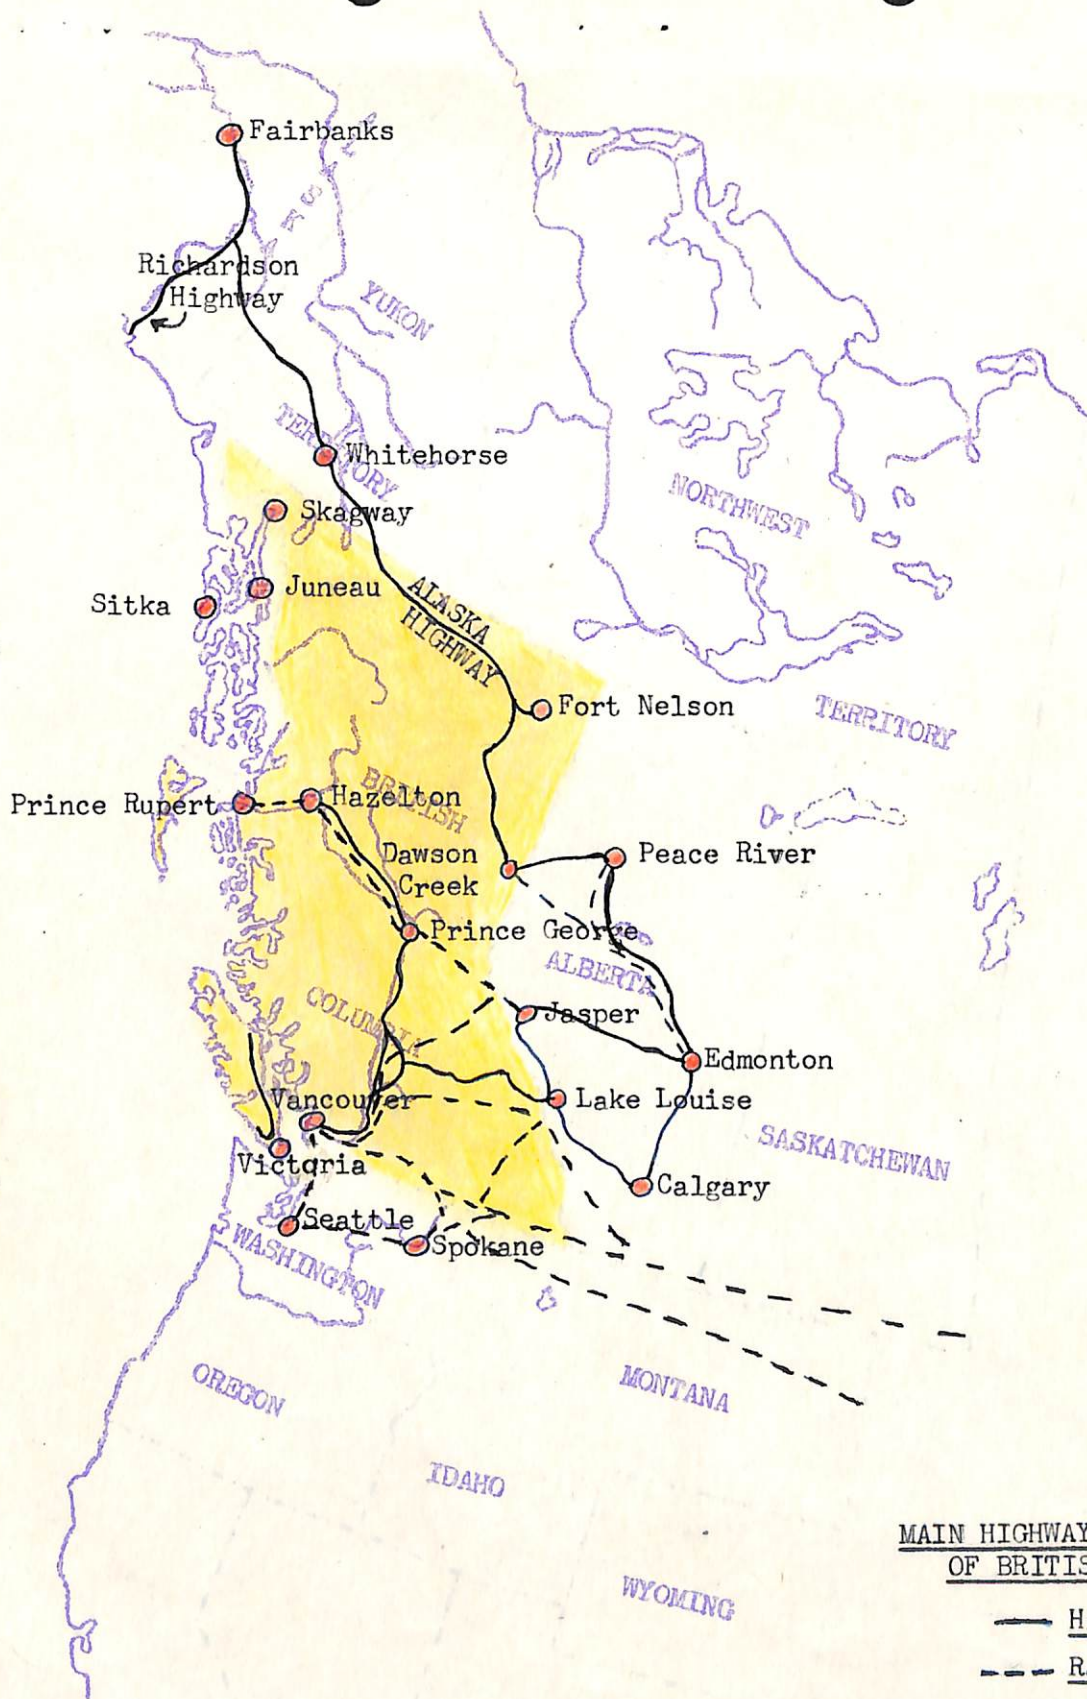 Fairbanks
Richardson
Highway
YUKON
TERRITORY
Whitehorse
Skagway
NORTHWEST
Juneau
Sitka
ALASKA
HIGHWAY
Fort Nelson
TERRITORY
BRITISH
Prince Rupert
Hazelton
Dawson
Creek
Peace River
Prince George
ALBERTA
COLUMBIA
Jasper
Edmonton
Vancouver
Lake Louise
SASKATCHEWAN
Victoria
Calgary
Seattle
Spokane
WASHINGTON
OREGON
MONTANA
IDAHO
WYOMING
MAIN HIGHWAY
OF BRITIS
H
R